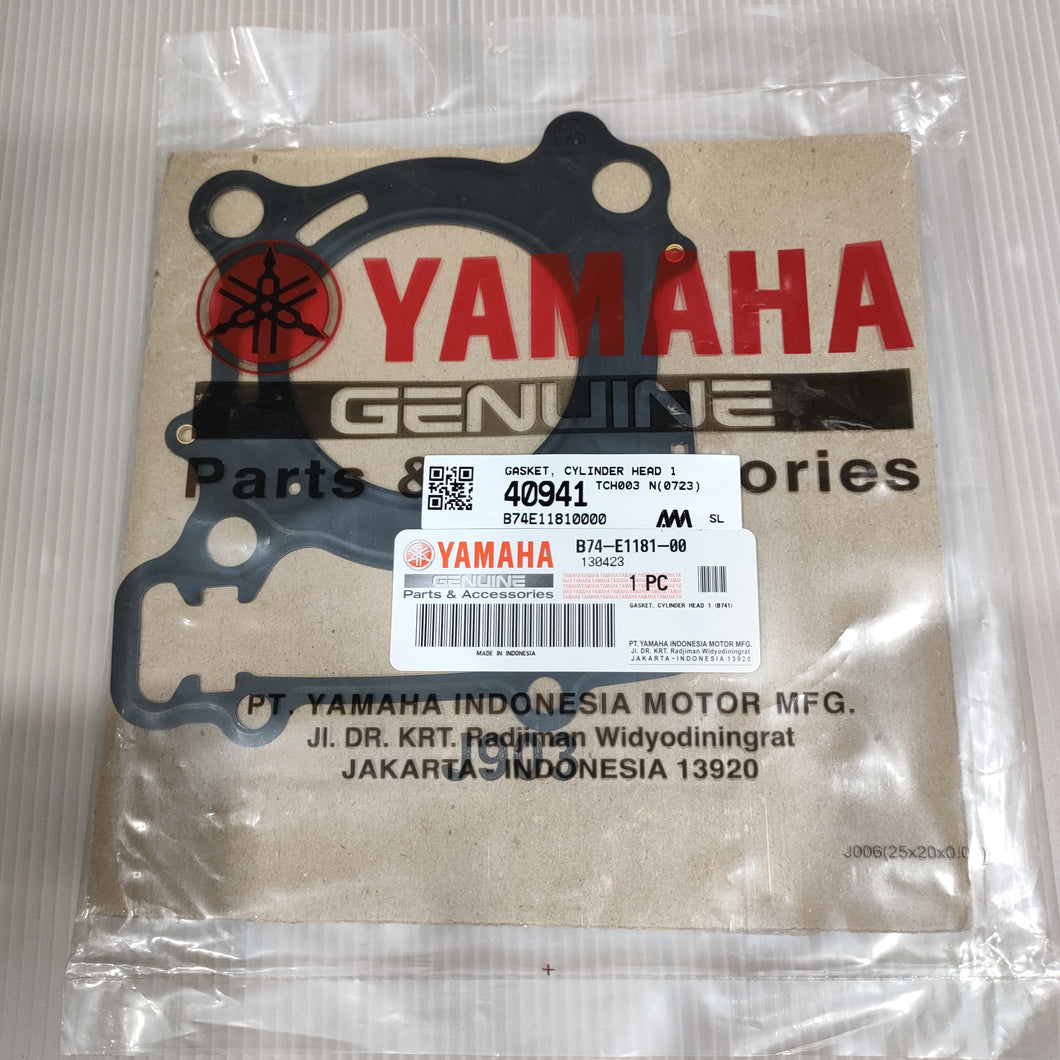 YAMAHA
GENUINE
Parts & ories
GASKET, CYLINDER HEAD 1
40941 TCH003 N(0723)
B74E11810000 SL
YAMAHA B74-E1181-00
130423
GENUINE
Parts & Accessories
1 PC
GASKET, CYLINDER HEAD 1 (B741)
MADE IN INDONESIA
PT. YAMAHA INDONESIA MOTOR MFG.
Jl. DR. KRT. Radjiman Widyodiningrat
JAKARTA-INDONESIA 13920
PT. YAMAHA INDONESIA MOTOR MFG.
Jl. DR. KRT. Radjiman Widyodiningrat
J903
JAKARTA - INDONESIA 13920